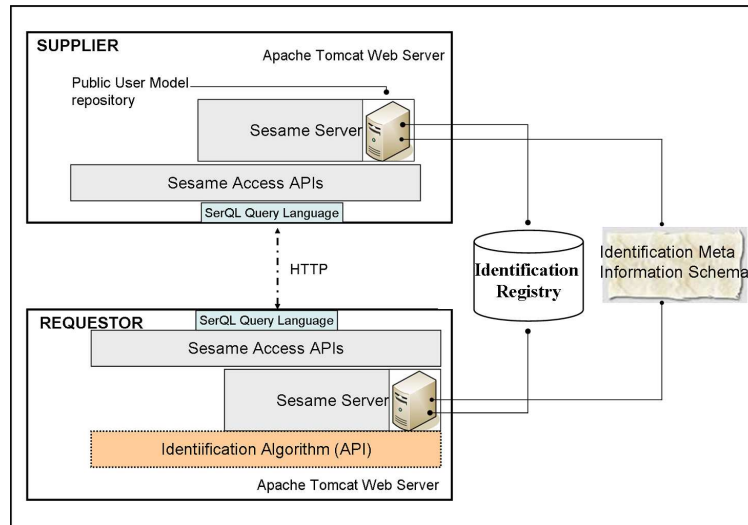 SUPPLIER
Apache Tomcat Web Server
Public User Model
repository
Sesame Server
Sesame Access APIs
SerQL Query Language
HTTP
Identification
Registry
Identification Meta
Information Schema
REQUESTOR
SerQL Query Language
Sesame Access APIs
Sesame Server
Identiification Algorithm (API)
Apache Tomcat Web Server